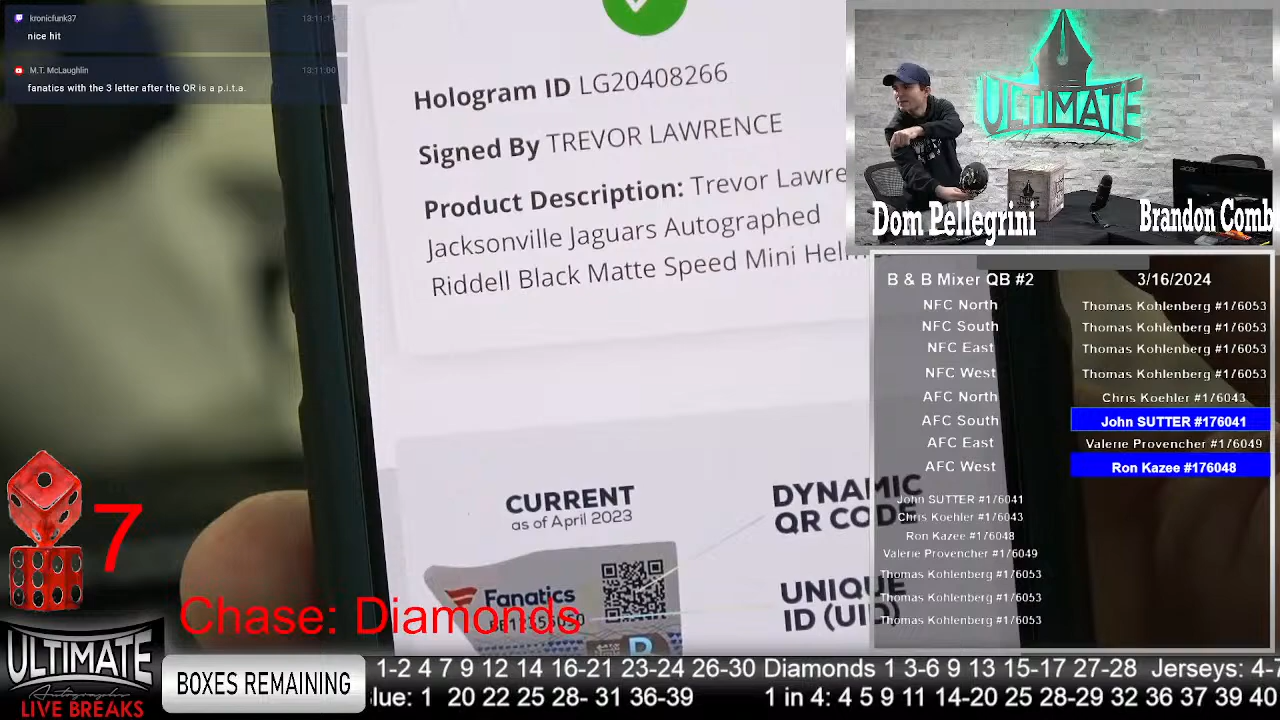 kronicfunk37
nice hit
M.T. McLaughlin 13:11:00
fanatics with the 3 letter after the QR is a p.i.t.a.
Hologram ID LG20408266
Signed By TREVOR LAWRENCE
Product Description: Trevor Lawre
Jacksonville Jaguars Autographed
Riddell Black Matte Speed Mini Helm
CURRENT
as of April 2023
DYNAMIC
QR CODE
Fanatics
UNIQUE
ID (UID)
ULTIMATE
acer
Dom Pellegrini
Brandon Comb
B & B Mixer QB #2 3/16/2024
NFC North Thomas Kohlenberg #176053
NFC South Thomas Kohlenberg #176053
NFC East Thomas Kohlenberg #176053
NFC West Thomas Kohlenberg #176053
AFC North Chris Koehler #176043
AFC South John SUTTER #176041
AFC East Valerie Provencher #176049
AFC West Ron Kazee #176048
John SUTTER #176041
Chris Koehler #176043
Ron Kazee #176048
Valerie Provencher #176049
Thomas Kohlenberg #176053
Thomas Kohlenberg #176053
Thomas Kohlenberg #176053
7
Chase: Diamonds
ULTIMATE
Autographs
LIVE BREAKS
BOXES REMAINING
1-2 4 7 9 12 14 16-21 23-24 26-30 Diamonds 1 3-6 9 13 15-17 27-28 Jerseys: 4-7
lue: 1 20 22 25 28- 31 36-39 1 in 4: 4 5 9 11 14-20 25 28-29 32 36 37 39 40